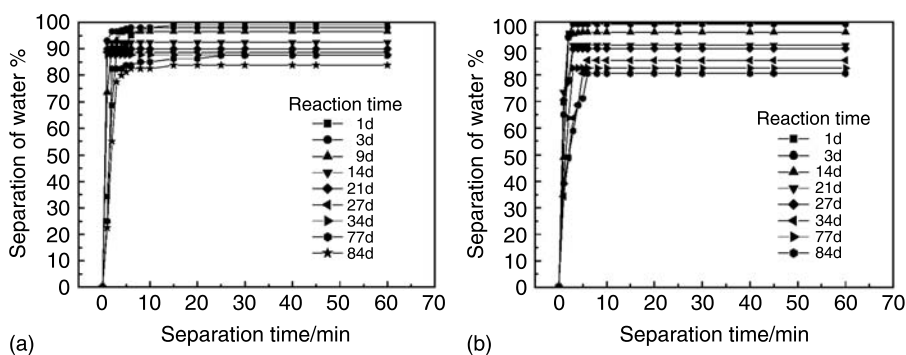 Separation of water %
100
90
80
70
60
50
40
30
20
10
0
Reaction time
1d
3d
9d
14d
21d
27d
34d
77d
84d
0 10 20 30 40 50 60 70
Separation time/min
(a)
Separation of water %
100
90
80
70
60
50
40
30
20
10
0
Reaction time
1d
3d
14d
21d
27d
34d
77d
84d
0 10 20 30 40 50 60 70
Separation time/min
(b)